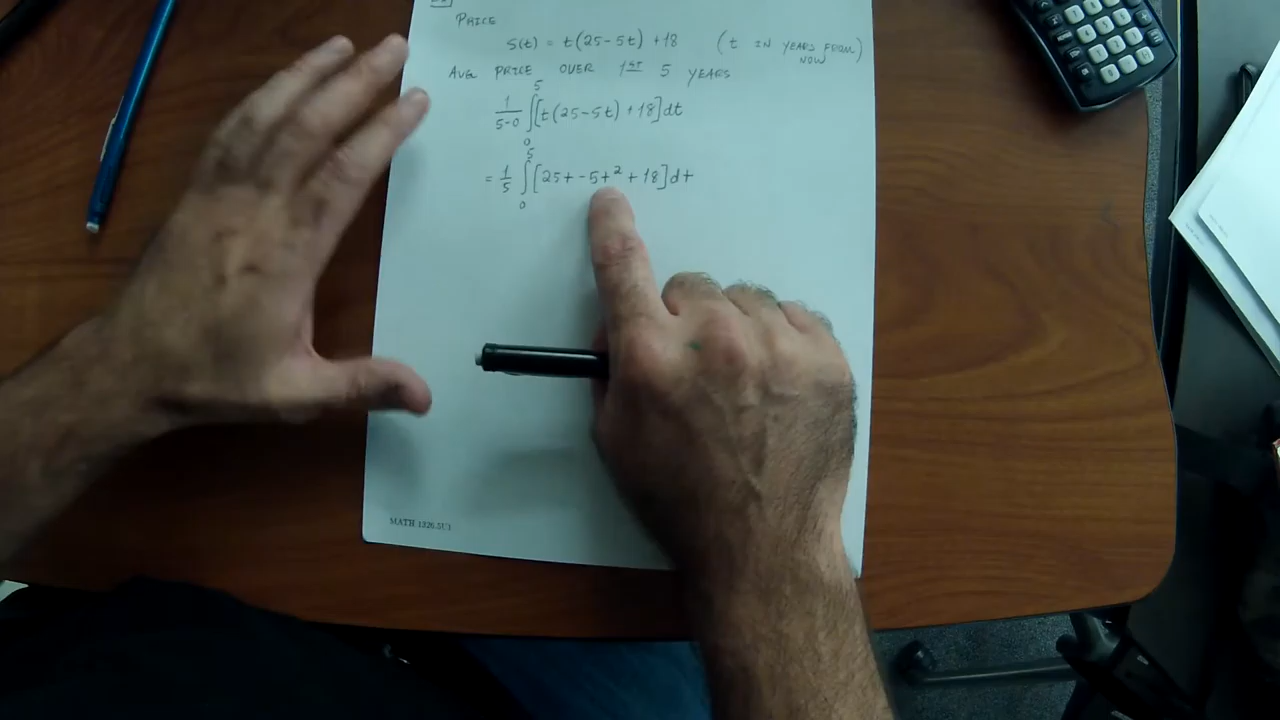 PRICE
S(t) = t(25-5t) +18 (t IN YEARS FROM NOW)
AVG PRICE OVER 1ST 5 YEARS
1/(5-0) ∫₀⁵ [t(25-5t) +18] dt
= 1/5 ∫₀⁵ [25t -5t² +18] dt
MATH 1326.5U1